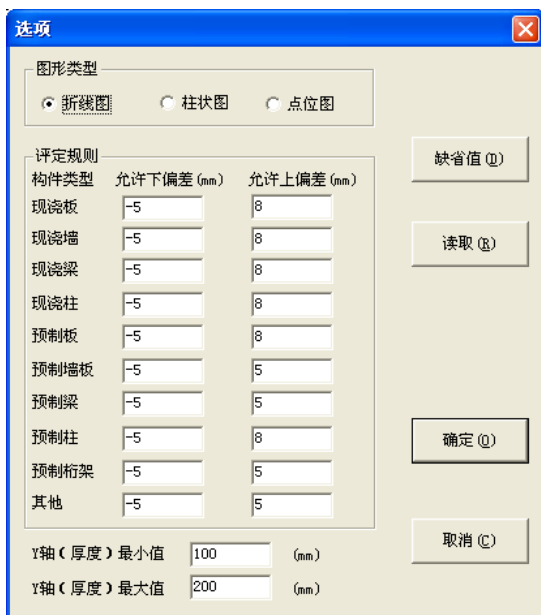 选项
图形类型
折线图 柱状图 点位图
评定规则
构件类型 允许下偏差(mm) 允许上偏差(mm)
现浇板 -5 8
现浇墙 -5 8
现浇梁 -5 8
现浇柱 -5 8
预制板 -5 8
预制墙板 -5 5
预制梁 -5 5
预制柱 -5 8
预制桁架 -5 5
其他 -5 5
Y轴(厚度)最小值 100 (mm)
Y轴(厚度)最大值 200 (mm)
缺省值(D)
读取(R)
确定(O)
取消(C)